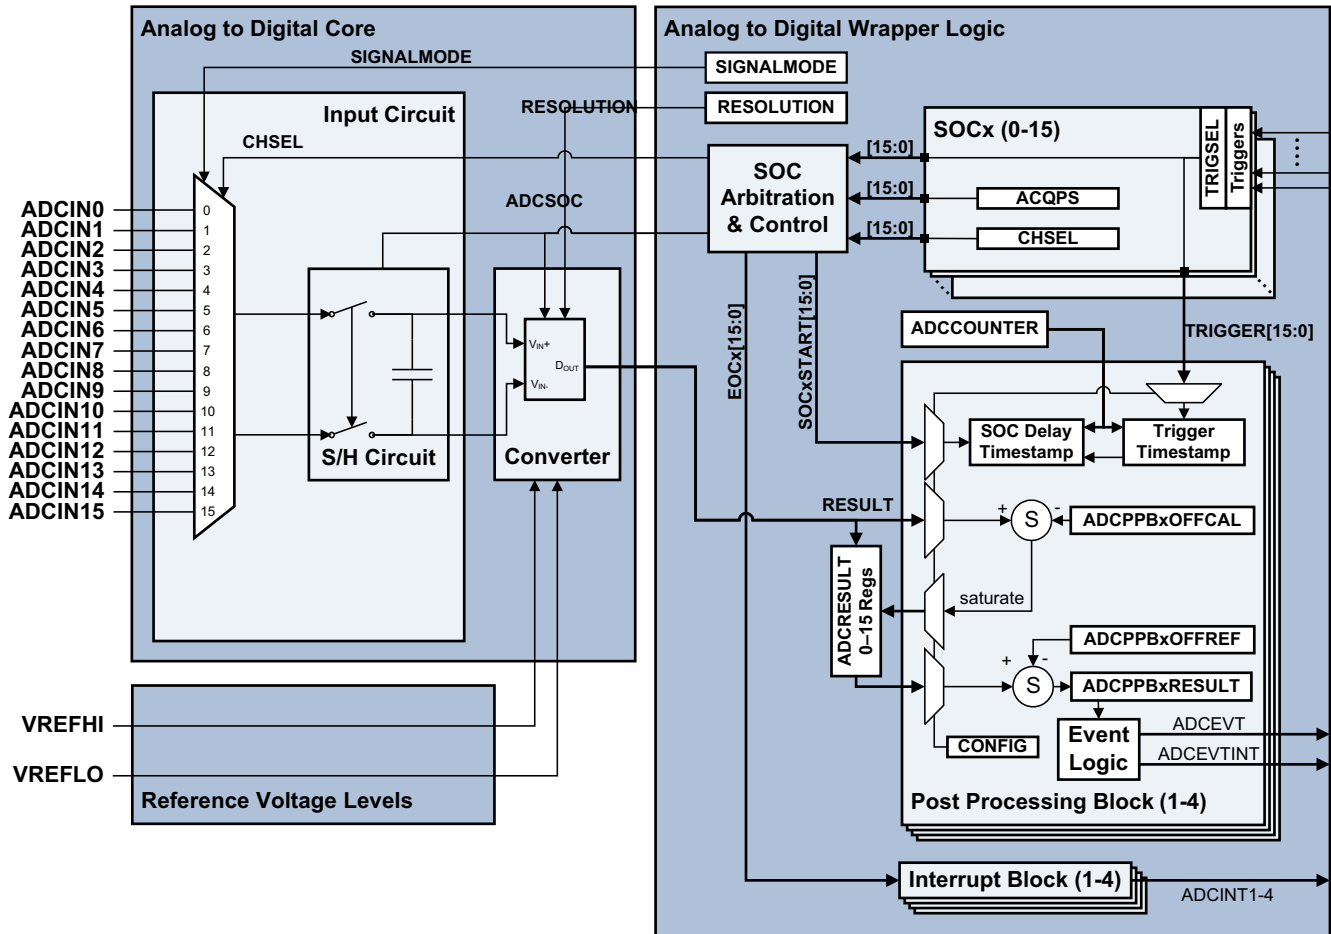 Analog to Digital Core
SIGNALMODE
RESOLUTION
Input Circuit
CHSEL
ADCSOC
ADCIN0
ADCIN1
ADCIN2
ADCIN3
ADCIN4
ADCIN5
ADCIN6
ADCIN7
ADCIN8
ADCIN9
ADCIN10
ADCIN11
ADCIN12
ADCIN13
ADCIN14
ADCIN15
0
1
2
3
4
5
6
7
8
9
10
11
12
13
14
15
S/H Circuit
VIN+
DOUT
VIN-
Converter
VREFHI
VREFLO
Reference Voltage Levels
Analog to Digital Wrapper Logic
SIGNALMODE
RESOLUTION
SOC
Arbitration
& Control
[15:0]
[15:0]
[15:0]
SOCx (0-15)
TRIGSEL
Triggers
ACQPS
CHSEL
EOCx[15:0]
SOCxSTART[15:0]
ADCCOUNTER
TRIGGER[15:0]
SOC Delay
Timestamp
Trigger
Timestamp
RESULT
+
S
-
ADCPPBxOFFCAL
saturate
ADCRESULT
0–15 Regs
ADCPPBxOFFREF
+
-
S
ADCPPBxRESULT
CONFIG
Event
Logic
ADCEVT
ADCEVTINT
Post Processing Block (1-4)
Interrupt Block (1-4)
ADCINT1-4